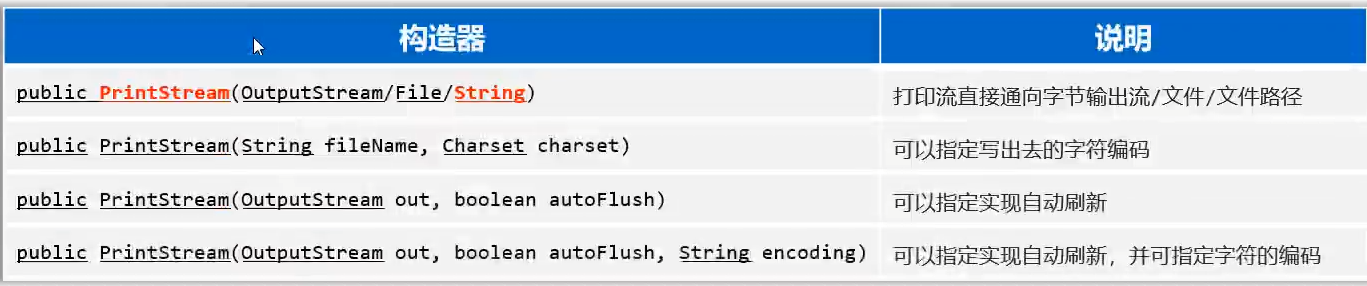 构造器 说明
public PrintStream(OutputStream/File/String) 打印流直接通向字节输出流/文件/文件路径
public PrintStream(String fileName, Charset charset) 可以指定写出去的字符编码
public PrintStream(OutputStream out, boolean autoFlush) 可以指定实现自动刷新
public PrintStream(OutputStream out, boolean autoFlush, String encoding) 可以指定实现自动刷新，并可指定字符的编码